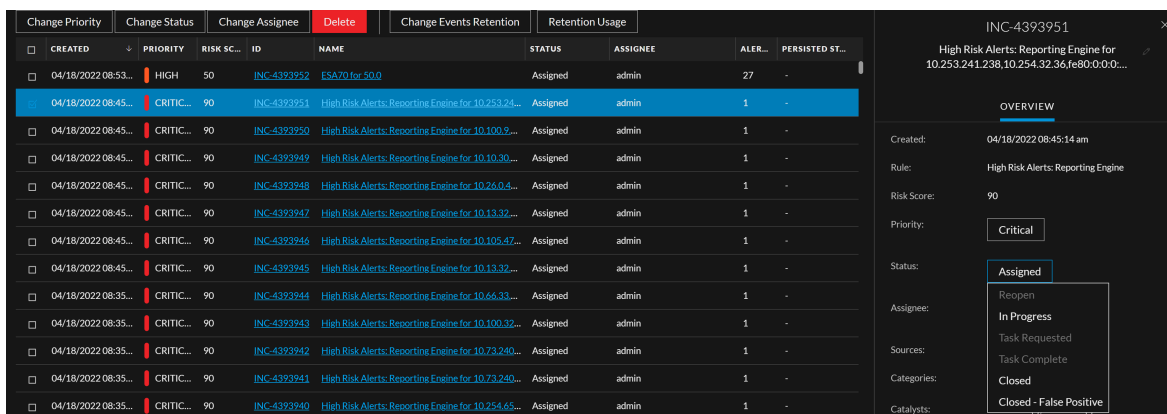 Change Priority Change Status Change Assignee Delete Change Events Retention Retention Usage
CREATED PRIORITY RISK SC... ID NAME STATUS ASSIGNEE ALER... PERSISTED ST...
04/18/2022 08:53... HIGH 50 INC-4393952 ESA70 for 50.0 Assigned admin 27 -
04/18/2022 08:45... CRITIC... 90 INC-4393951 High Risk Alerts: Reporting Engine for 10.253.24... Assigned admin 1 -
04/18/2022 08:45... CRITIC... 90 INC-4393950 High Risk Alerts: Reporting Engine for 10.100.9.... Assigned admin 1 -
04/18/2022 08:45... CRITIC... 90 INC-4393949 High Risk Alerts: Reporting Engine for 10.10.30.... Assigned admin 1 -
04/18/2022 08:45... CRITIC... 90 INC-4393948 High Risk Alerts: Reporting Engine for 10.26.0.4... Assigned admin 1 -
04/18/2022 08:45... CRITIC... 90 INC-4393947 High Risk Alerts: Reporting Engine for 10.13.32.... Assigned admin 1 -
04/18/2022 08:45... CRITIC... 90 INC-4393946 High Risk Alerts: Reporting Engine for 10.105.47... Assigned admin 1 -
04/18/2022 08:45... CRITIC... 90 INC-4393945 High Risk Alerts: Reporting Engine for 10.13.32.... Assigned admin 1 -
04/18/2022 08:35... CRITIC... 90 INC-4393944 High Risk Alerts: Reporting Engine for 10.66.33.... Assigned admin 1 -
04/18/2022 08:35... CRITIC... 90 INC-4393943 High Risk Alerts: Reporting Engine for 10.100.32... Assigned admin 1 -
04/18/2022 08:35... CRITIC... 90 INC-4393942 High Risk Alerts: Reporting Engine for 10.73.240... Assigned admin 1 -
04/18/2022 08:35... CRITIC... 90 INC-4393941 High Risk Alerts: Reporting Engine for 10.73.240... Assigned admin 1 -
04/18/2022 08:35... CRITIC... 90 INC-4393940 High Risk Alerts: Reporting Engine for 10.254.65... Assigned admin 1 -
INC-4393951
High Risk Alerts: Reporting Engine for
10.253.241.238,10.254.32.36,fe80:0:0:0:...
OVERVIEW
Created: 04/18/2022 08:45:14 am
Rule: High Risk Alerts: Reporting Engine
Risk Score: 90
Priority: Critical
Status: Assigned
Reopen
Assignee:
In Progress
Task Requested
Sources:
Task Complete
Categories: Closed
Closed - False Positive
Catalysts: